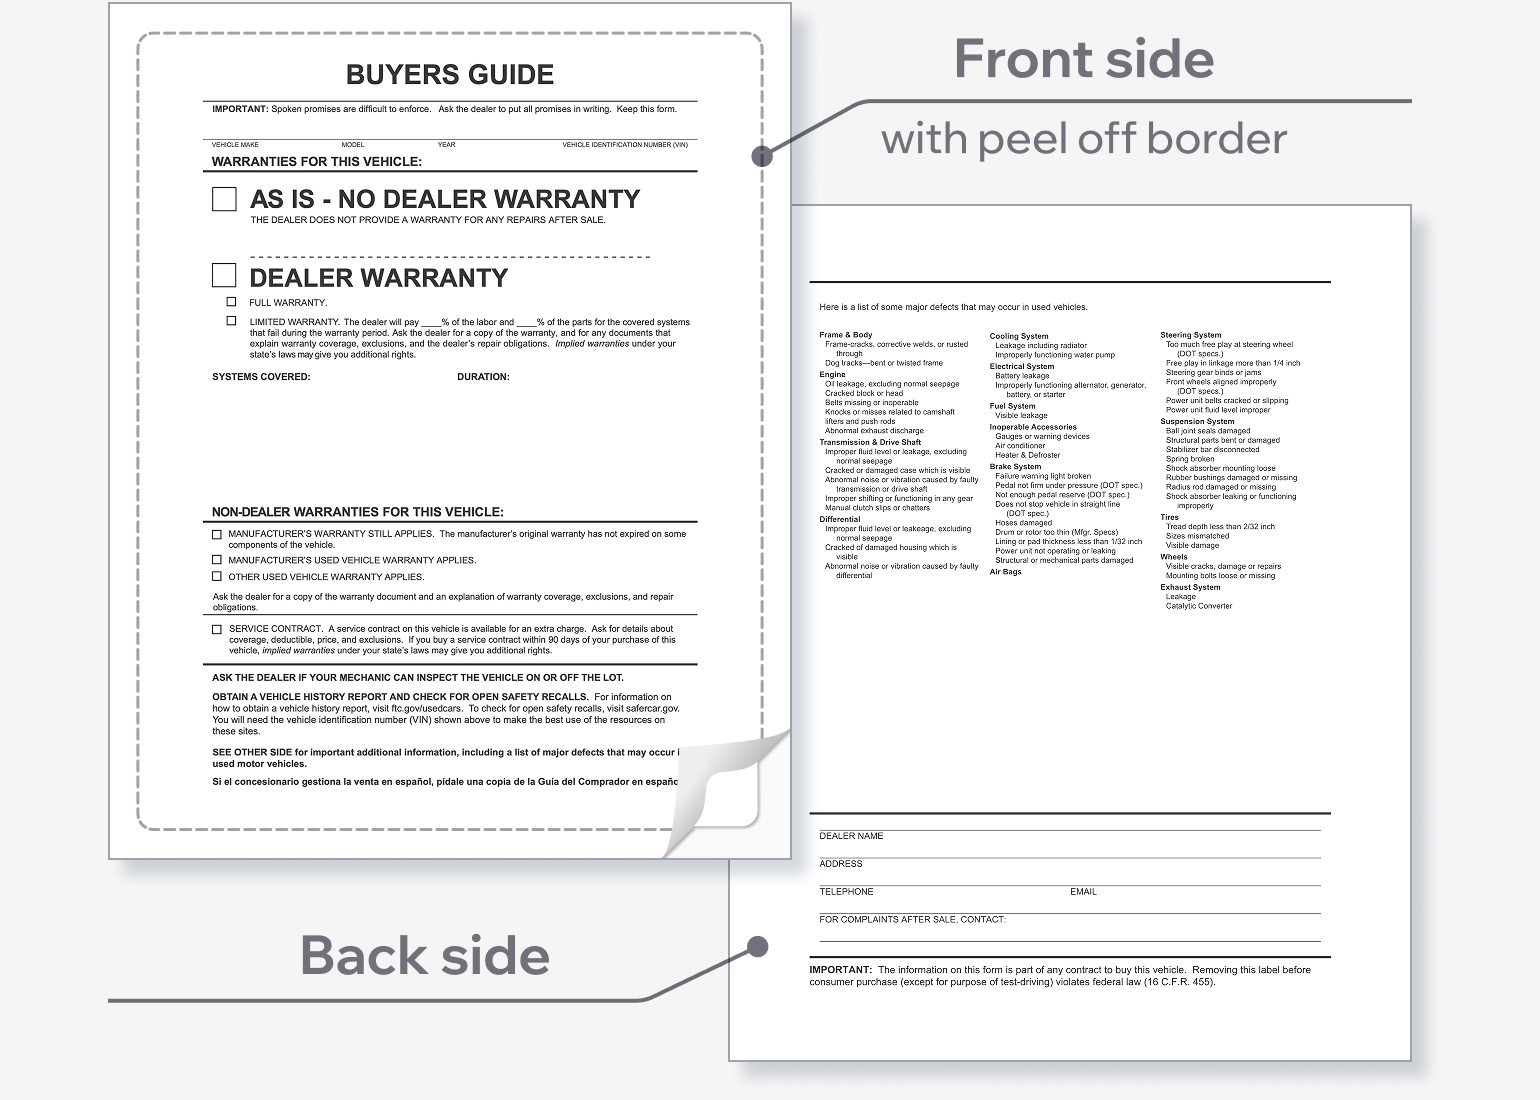 BUYERS GUIDE
IMPORTANT: Spoken promises are difficult to enforce. Ask the dealer to put all promises in writing. Keep this form.
VEHICLE MAKE MODEL YEAR VEHICLE IDENTIFICATION NUMBER (VIN)
WARRANTIES FOR THIS VEHICLE:
AS IS - NO DEALER WARRANTY
THE DEALER DOES NOT PROVIDE A WARRANTY FOR ANY REPAIRS AFTER SALE.
DEALER WARRANTY
FULL WARRANTY.
LIMITED WARRANTY. The dealer will pay ____% of the labor and ____% of the parts for the covered systems
that fail during the warranty period. Ask the dealer for a copy of the warranty, and for any documents that
explain warranty coverage, exclusions, and the dealer's repair obligations. Implied warranties under your
state's laws may give you additional rights.
SYSTEMS COVERED: DURATION:
NON-DEALER WARRANTIES FOR THIS VEHICLE:
MANUFACTURER'S WARRANTY STILL APPLIES. The manufacturer's original warranty has not expired on some
components of the vehicle.
MANUFACTURER'S USED VEHICLE WARRANTY APPLIES.
OTHER USED VEHICLE WARRANTY APPLIES.
Ask the dealer for a copy of the warranty document and an explanation of warranty coverage, exclusions, and repair
obligations.
SERVICE CONTRACT. A service contract on this vehicle is available for an extra charge. Ask for details about
coverage, deductible, price, and exclusions. If you buy a service contract within 90 days of your purchase of this
vehicle, implied warranties under your state's laws may give you additional rights.
ASK THE DEALER IF YOUR MECHANIC CAN INSPECT THE VEHICLE ON OR OFF THE LOT.
OBTAIN A VEHICLE HISTORY REPORT AND CHECK FOR OPEN SAFETY RECALLS. For information on
how to obtain a vehicle history report, visit ftc.gov/usedcars. To check for open safety recalls, visit safercar.gov.
You will need the vehicle identification number (VIN) shown above to make the best use of the resources on
these sites.
SEE OTHER SIDE for important additional information, including a list of major defects that may occur
used motor vehicles.
Si el concesionario gestiona la venta en español, pídale una copia de la Guía del Comprador en españo
Front side
with peel off border
Here is a list of some major defects that may occur in used vehicles.
Frame & Body
Frame-cracks, corrective welds, or rusted
through
Dog tracks—bent or twisted frame
Engine
Oil leakage, excluding normal seepage
Cracked block or head
Belts missing or inoperable
Knocks or misses related to camshaft
lifters and push rods
Abnormal exhaust discharge
Transmission & Drive Shaft
Improper fluid level or leakage, excluding
normal seepage
Cracked or damaged case which is visible
Abnormal noise or vibration caused by faulty
transmission or drive shaft
Improper shifting or functioning in any gear
Manual clutch slips or chatters
Differential
Improper fluid level or leakeage, excluding
normal seepage
Cracked of damaged housing which is
visible
Abnormal noise or vibration caused by faulty
differential
Cooling System
Leakage including radiator
Improperly functioning water pump
Electrical System
Battery leakage
Improperly functioning alternator, generator,
battery, or starter
Fuel System
Visible leakage
Inoperable Accessories
Gauges or warning devices
Air conditioner
Heater & Defroster
Brake System
Failure warning light broken
Pedal not firm under pressure (DOT spec.)
Not enough pedal reserve (DOT spec.)
Does not stop vehicle in straight line
(DOT spec.)
Hoses damaged
Drum or rotor too thin (Mfgr. Specs)
Lining or pad thickness less than 1/32 inch
Power unit not operating or leaking
Structural or mechanical parts damaged
Air Bags
Steering System
Too much free play at steering wheel
(DOT specs.)
Free play in linkage more than 1/4 inch
Steering gear binds or jams
Front wheels aligned improperly
(DOT specs.)
Power unit belts cracked or slipping
Power unit fluid level improper
Suspension System
Ball joint seals damaged
Structural parts bent or damaged
Stabilizer bar disconnected
Spring broken
Shock absorber mounting loose
Rubber bushings damaged or missing
Radius rod damaged or missing
Shock absorber leaking or functioning
improperly
Tires
Tread depth less than 2/32 inch
Sizes mismatched
Visible damage
Wheels
Visible cracks, damage or repairs
Mounting bolts loose or missing
Exhaust System
Leakage
Catalytic Converter
DEALER NAME
ADDRESS
TELEPHONE EMAIL
FOR COMPLAINTS AFTER SALE, CONTACT:
IMPORTANT: The information on this form is part of any contract to buy this vehicle. Removing this label before
consumer purchase (except for purpose of test-driving) violates federal law (16 C.F.R. 455).
Back side